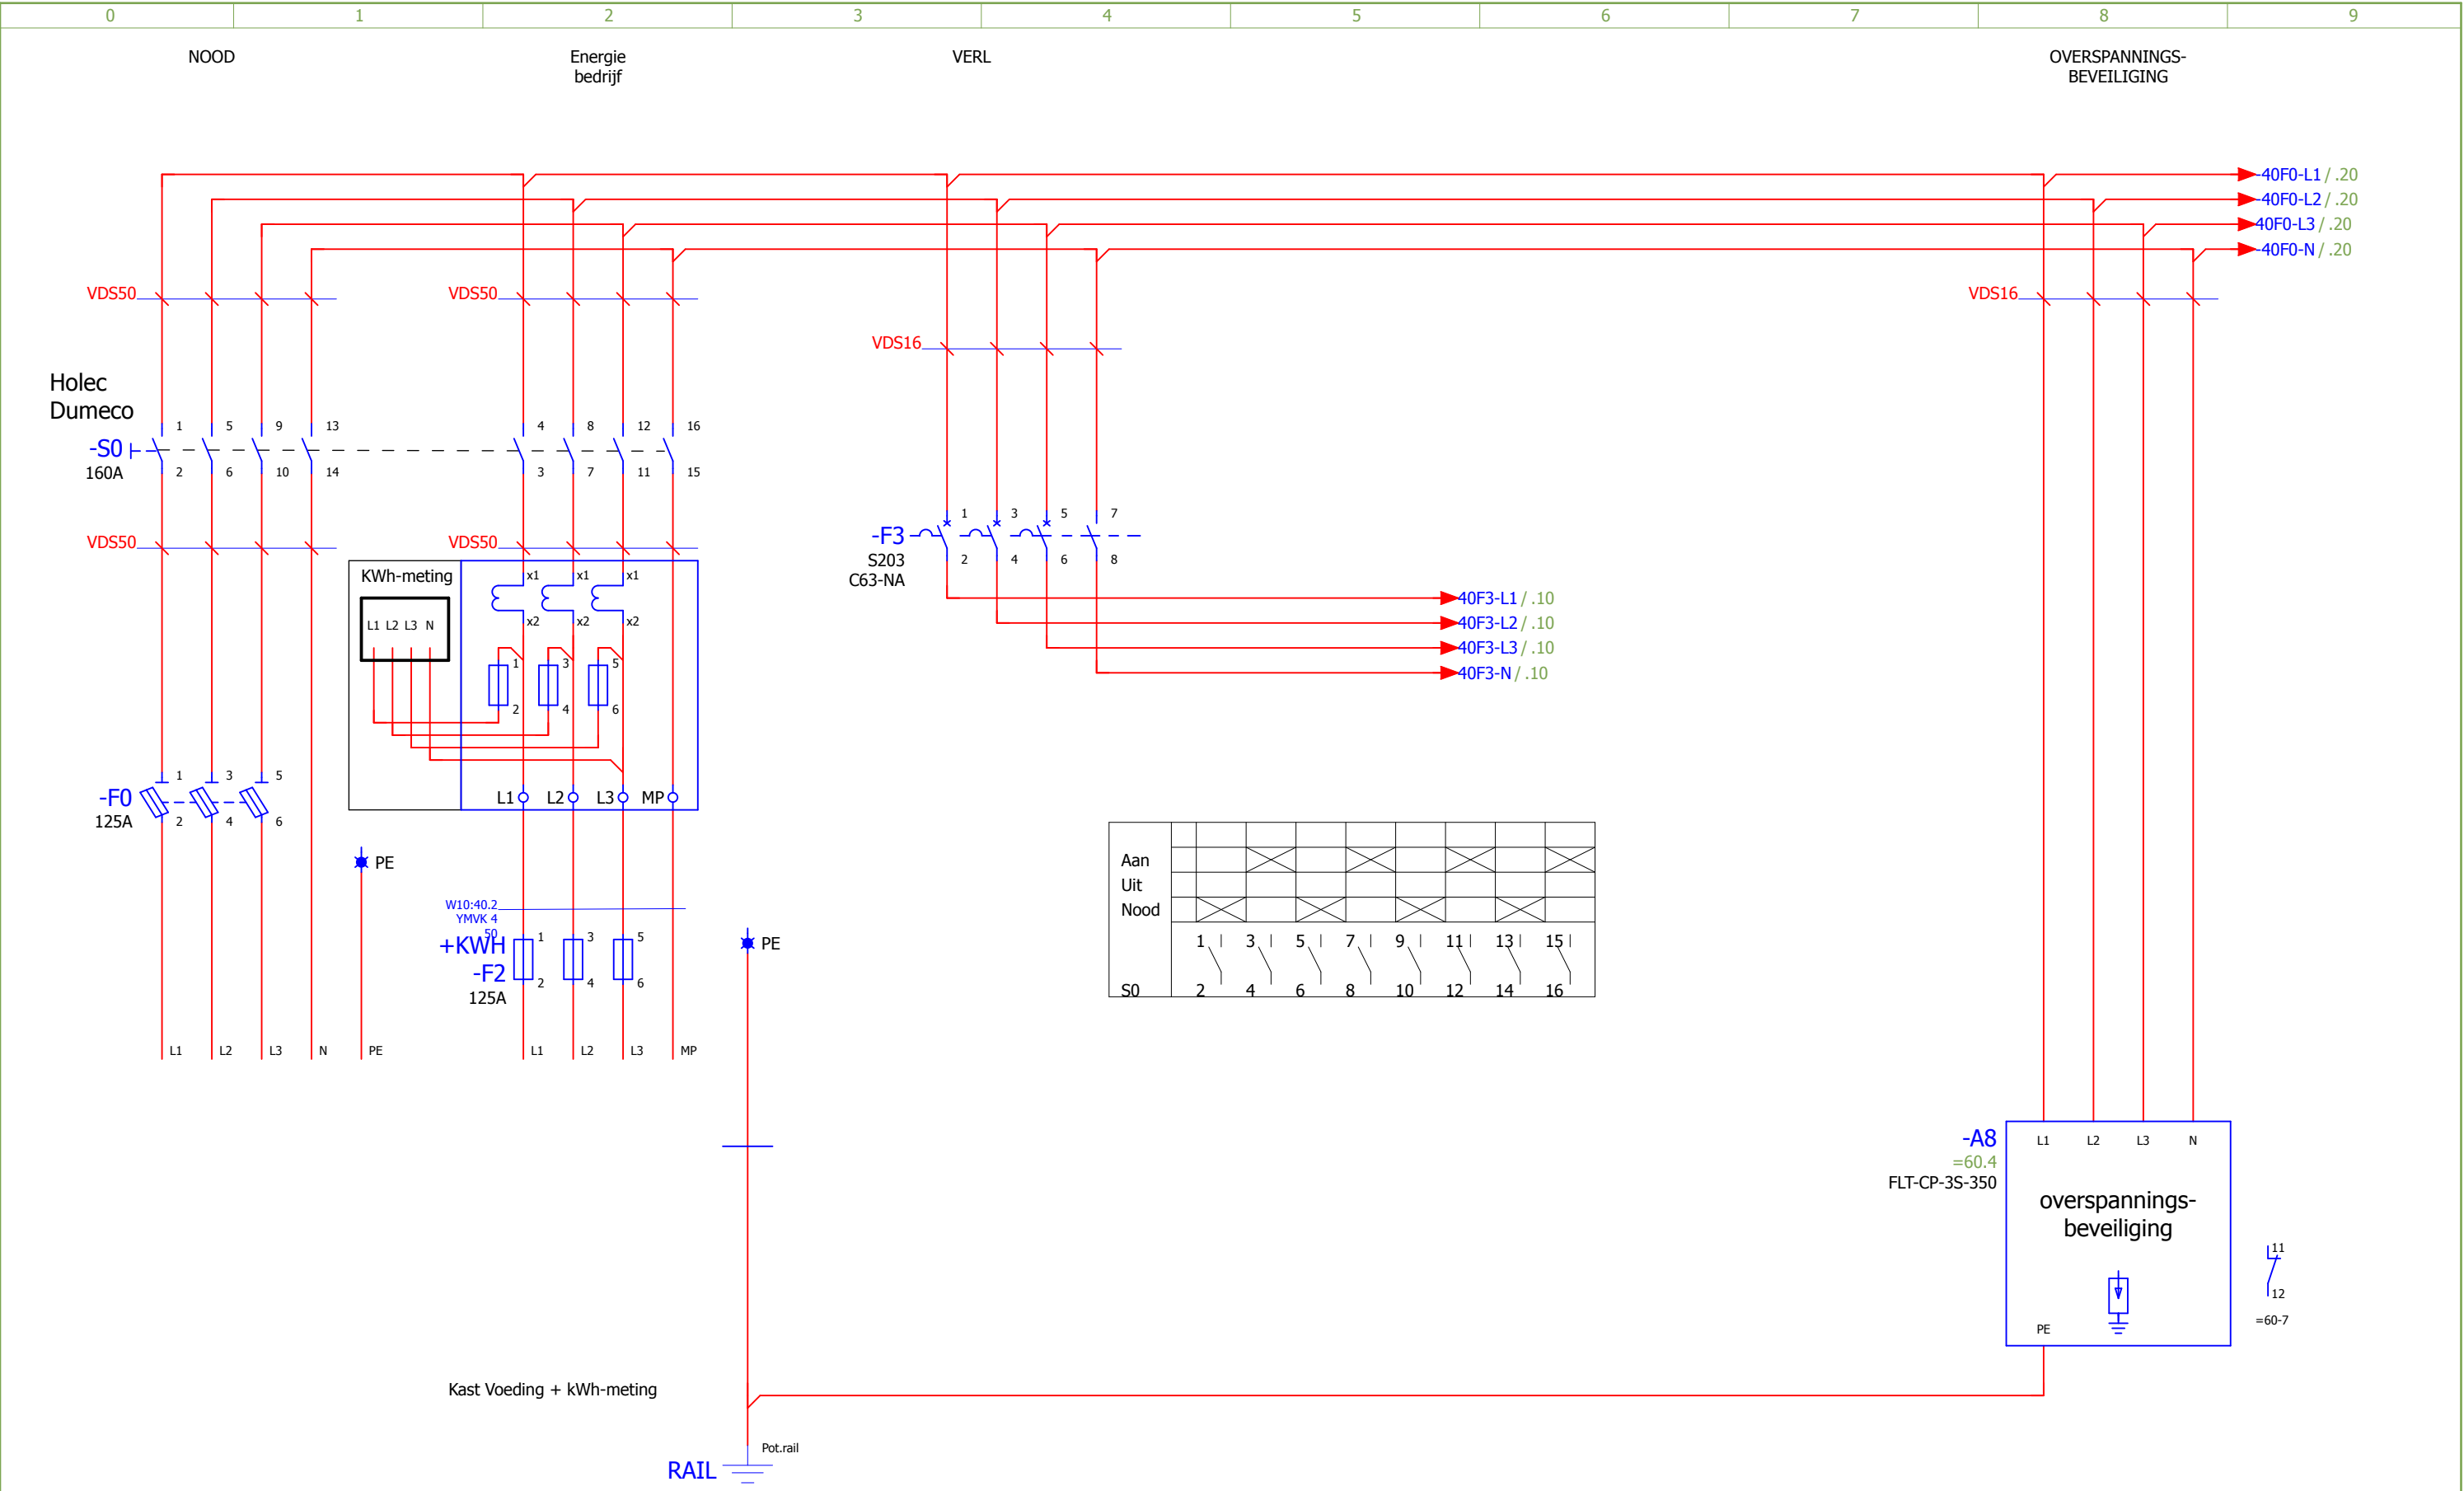 0 1 2 3 4 5 6 7 8 9
NOOD
Energie
bedrijf
VERL
OVERSPANNINGS-
BEVEILIGING
-40F0-L1 / .20
-40F0-L2 / .20
40F0-L3 / .20
-40F0-N / .20
VDS50
VDS50
VDS16
VDS16
Holec
Dumeco
-S0
160A
1 5 9 13 4 8 12 16
2 6 10 14 3 7 11 15
VDS50
VDS50
-F3
S203
C63-NA
1 3 5 7
2 4 6 8
KWh-meting
x1 x1 x1
x2 x2 x2
L1 L2 L3 N
1 3 5
2 4 6
L1 L2 L3 MP
40F3-L1 / .10
40F3-L2 / .10
40F3-L3 / .10
40F3-N / .10
-F0
125A
1 3 5
2 4 6
PE
W10:40.2
YMVK 4
50
+KWH
-F2
125A
1 3 5
2 4 6
PE
L1 L2 L3 N PE
L1 L2 L3 MP
Aan
Uit
Nood
1 3 5 7 9 11 13 15
S0 2 4 6 8 10 12 14 16
-A8
=60.4
FLT-CP-3S-350
L1 L2 L3 N
overspannings-
beveiliging
PE
11
12
=60-7
Kast Voeding + kWh-meting
Pot.rail
RAIL